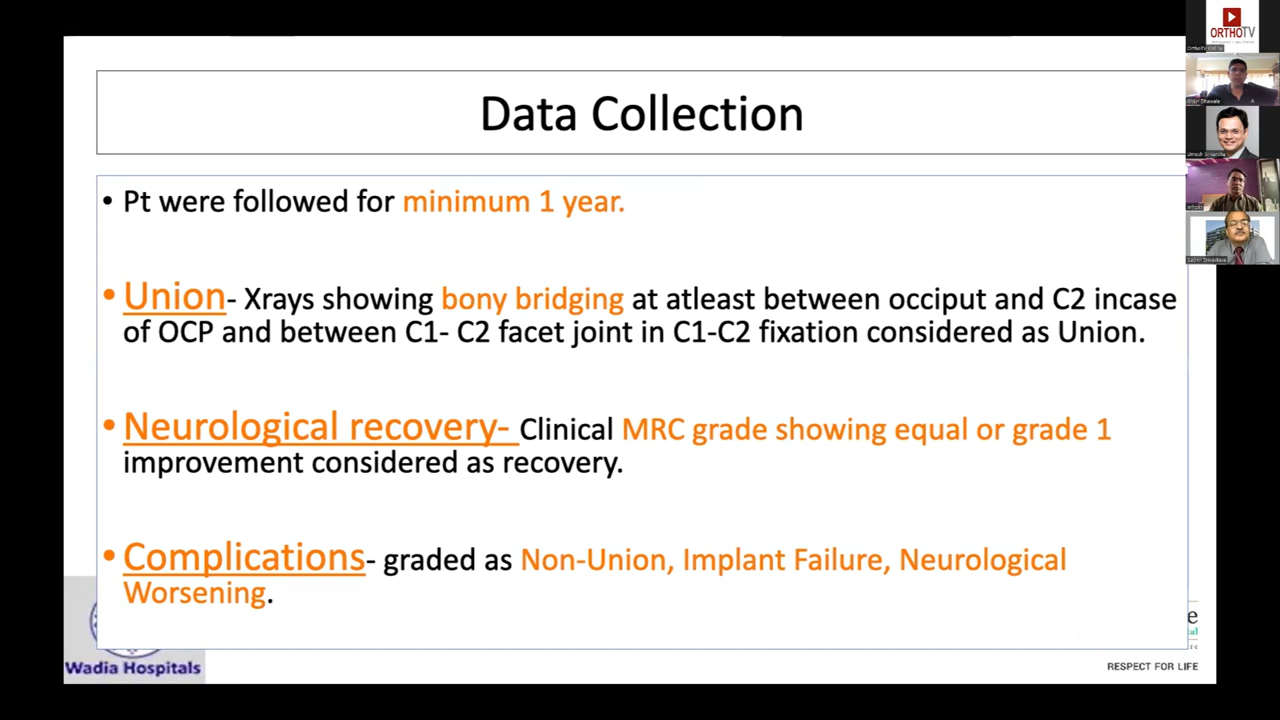 ORTHOTV
Data Collection
• Pt were followed for minimum 1 year.
• Union- Xrays showing bony bridging at atleast between occiput and C2 incase
of OCP and between C1- C2 facet joint in C1-C2 fixation considered as Union.
• Neurological recovery- Clinical MRC grade showing equal or grade 1
improvement considered as recovery.
• Complications- graded as Non-Union, Implant Failure, Neurological
Worsening.
Wadia Hospitals
RESPECT FOR LIFE